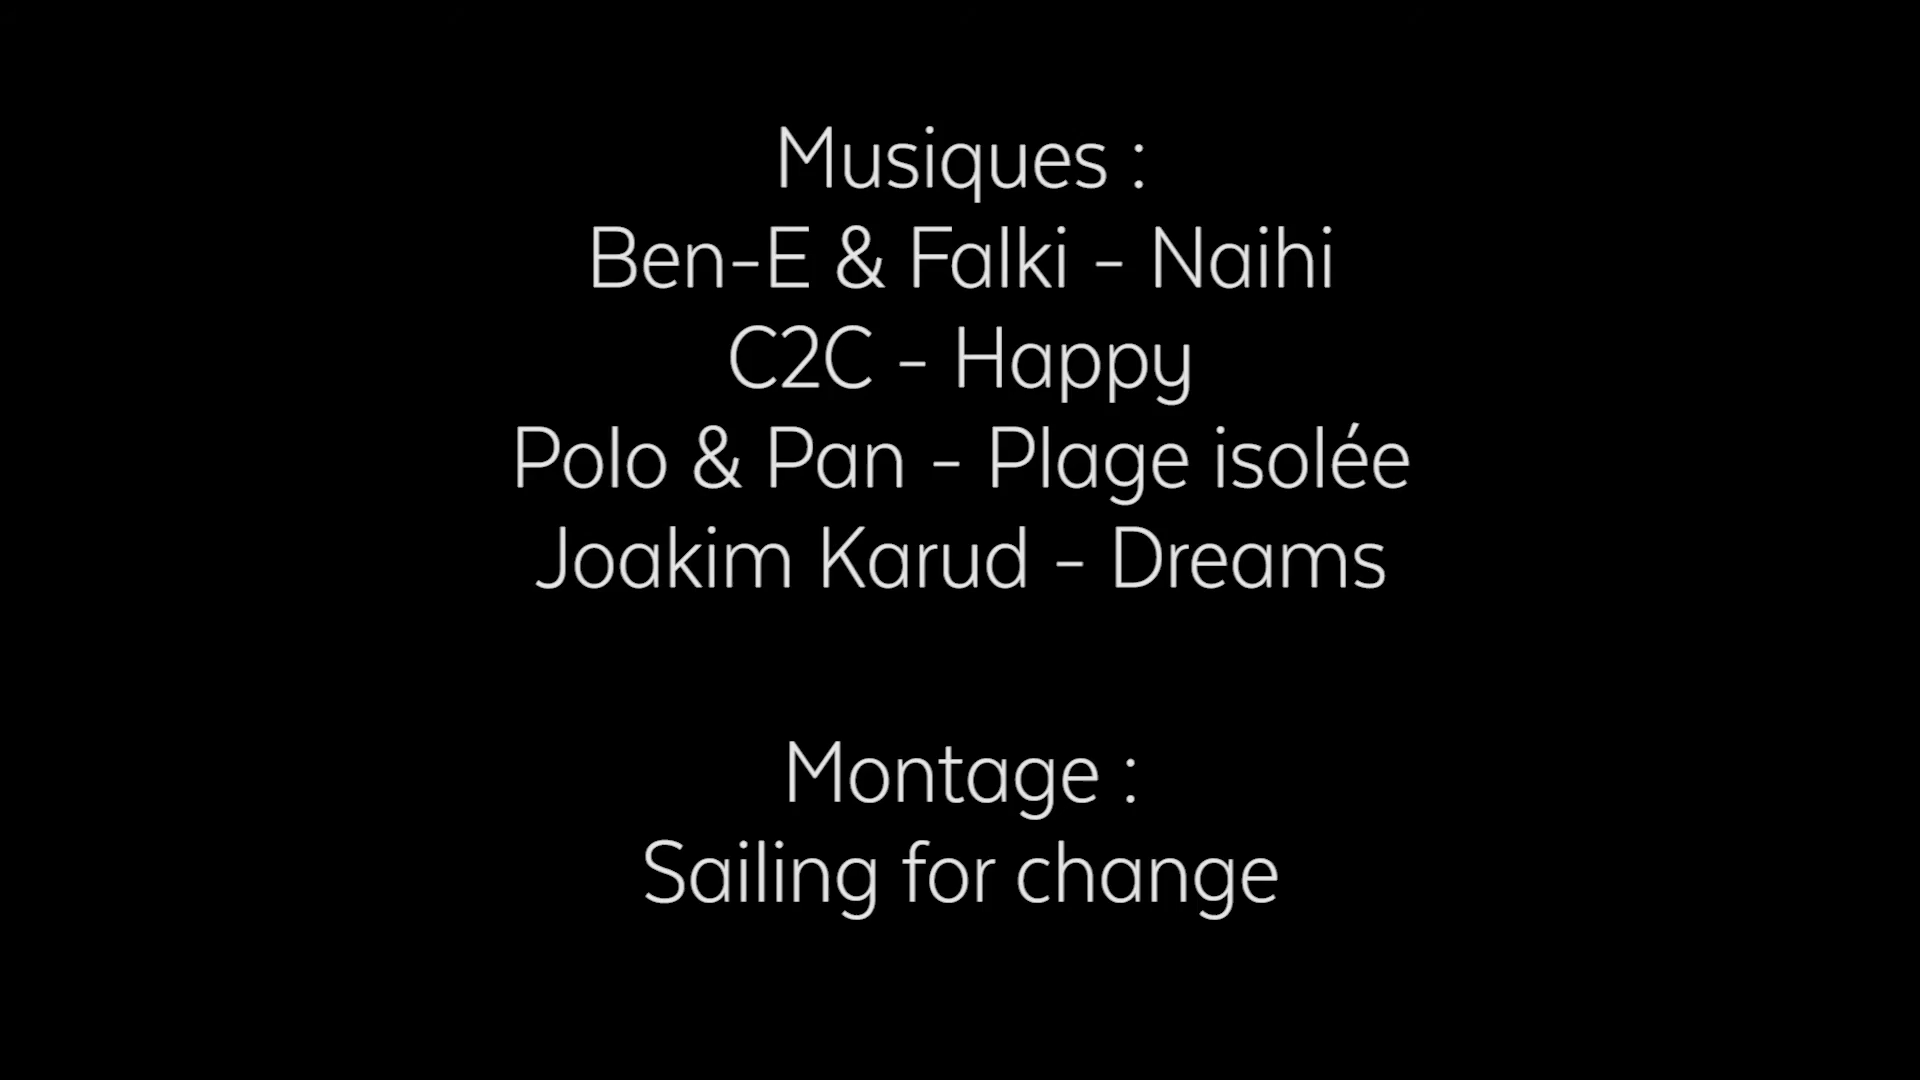 Musiques :
Ben-E & Falki - Naihi
C2C - Happy
Polo & Pan - Plage isolée
Joakim Karud - Dreams
Montage :
Sailing for change